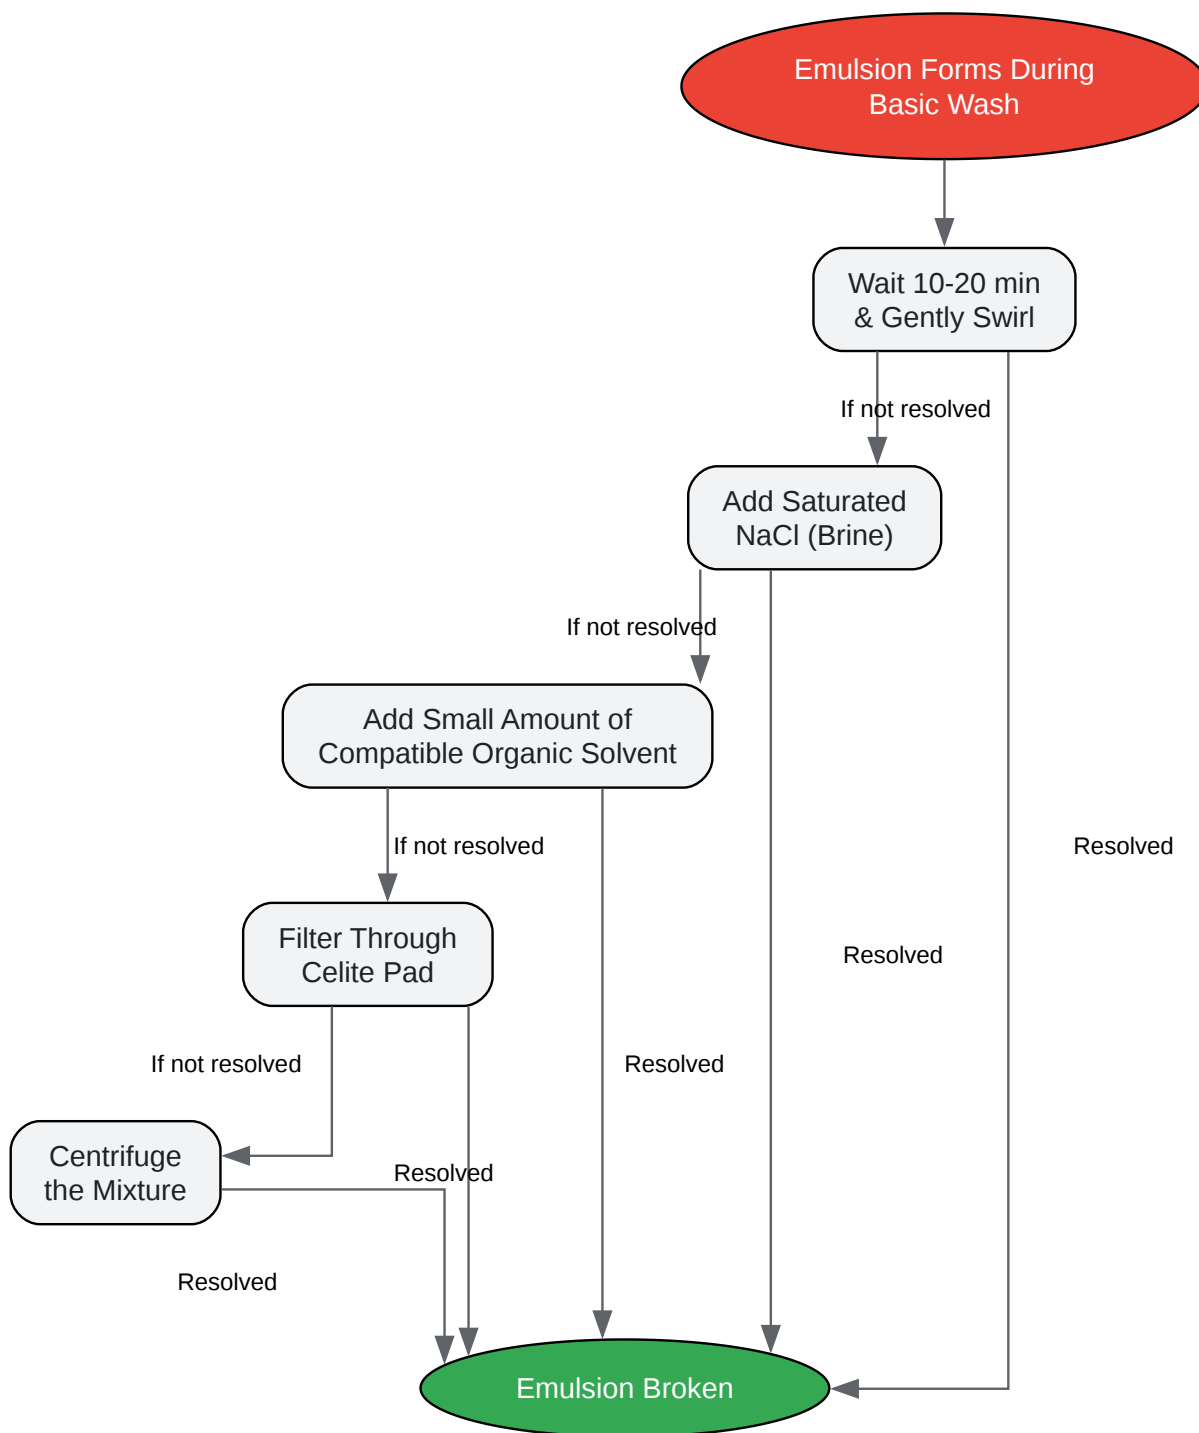 Emulsion Forms During
Basic Wash
Wait 10-20 min
& Gently Swirl
If not resolved
Add Saturated
NaCl (Brine)
If not resolved
Add Small Amount of
Compatible Organic Solvent
If not resolved
Resolved
Filter Through
Celite Pad
Resolved
If not resolved
Resolved
Centrifuge
the Mixture
Resolved
Resolved
Emulsion Broken